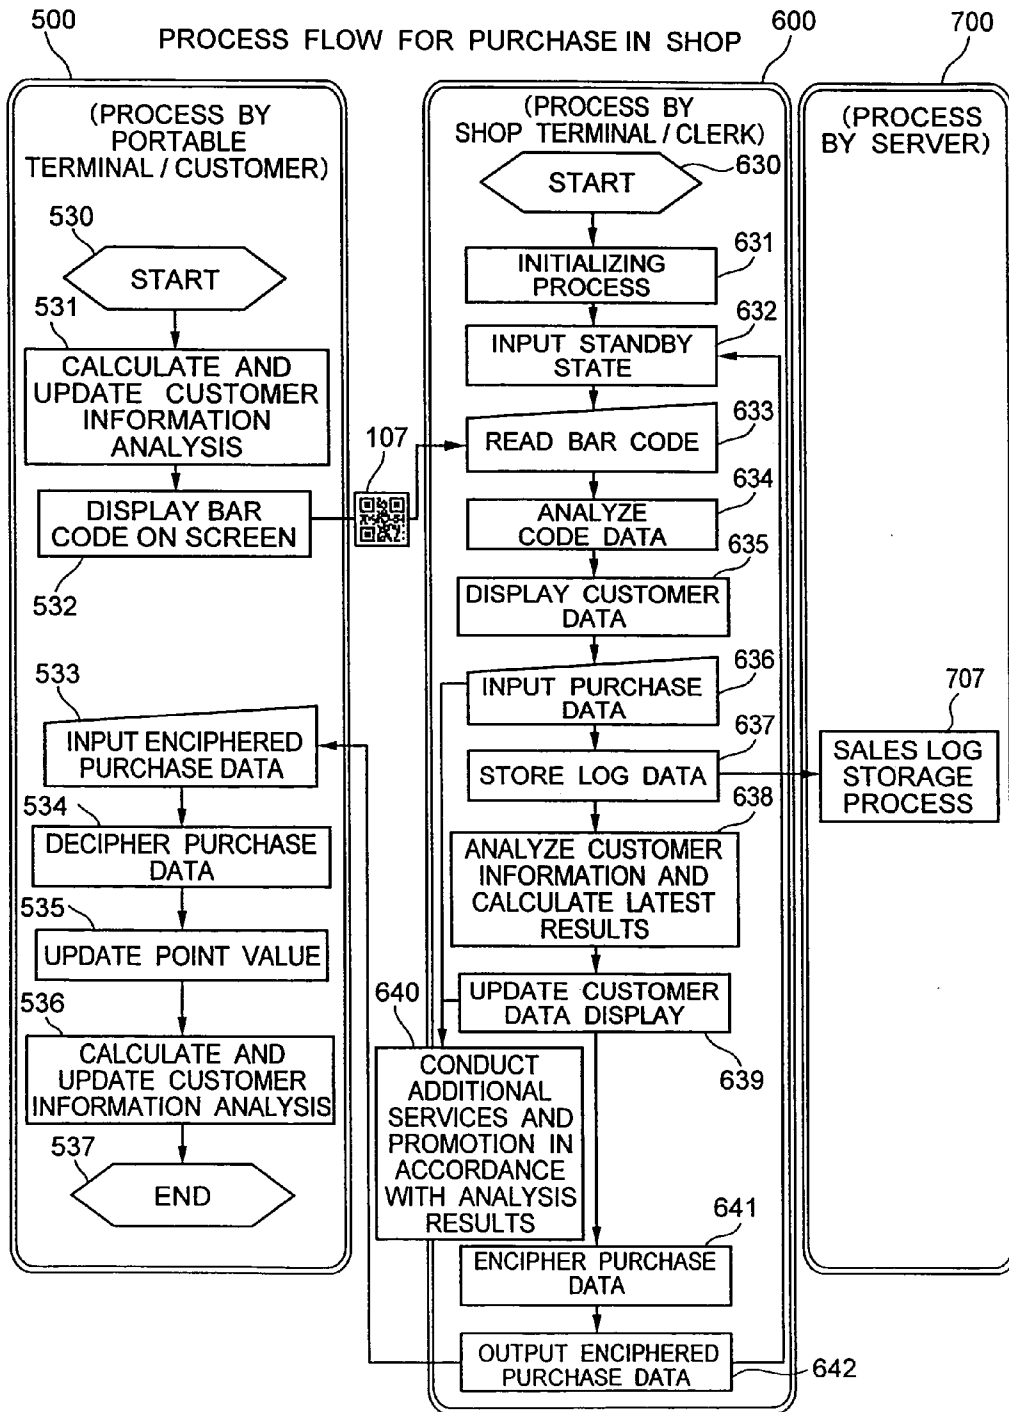 500
PROCESS FLOW FOR PURCHASE IN SHOP
600
700
(PROCESS BY
PORTABLE
TERMINAL / CUSTOMER)
530
START
531
CALCULATE AND
UPDATE CUSTOMER
INFORMATION
ANALYSIS
DISPLAY BAR
CODE ON SCREEN
532
107
533
INPUT ENCIPHERED
PURCHASE DATA
534
DECIPHER PURCHASE
DATA
535
UPDATE POINT VALUE
536
CALCULATE AND
UPDATE CUSTOMER
INFORMATION ANALYSIS
537
END
(PROCESS BY
SHOP TERMINAL / CLERK)
630
START
631
INITIALIZING
PROCESS
632
INPUT STANDBY
STATE
633
READ BAR CODE
634
ANALYZE
CODE DATA
635
DISPLAY CUSTOMER
DATA
636
INPUT PURCHASE
DATA
637
STORE LOG DATA
638
ANALYZE CUSTOMER
INFORMATION AND
CALCULATE LATEST
RESULTS
640
UPDATE CUSTOMER
DATA DISPLAY
639
CONDUCT
ADDITIONAL
SERVICES AND
PROMOTION IN
ACCORDANCE
WITH ANALYSIS
RESULTS
641
ENCIPHER PURCHASE
DATA
OUTPUT ENCIPHERED
PURCHASE DATA
642
(PROCESS
BY SERVER)
707
SALES LOG
STORAGE
PROCESS